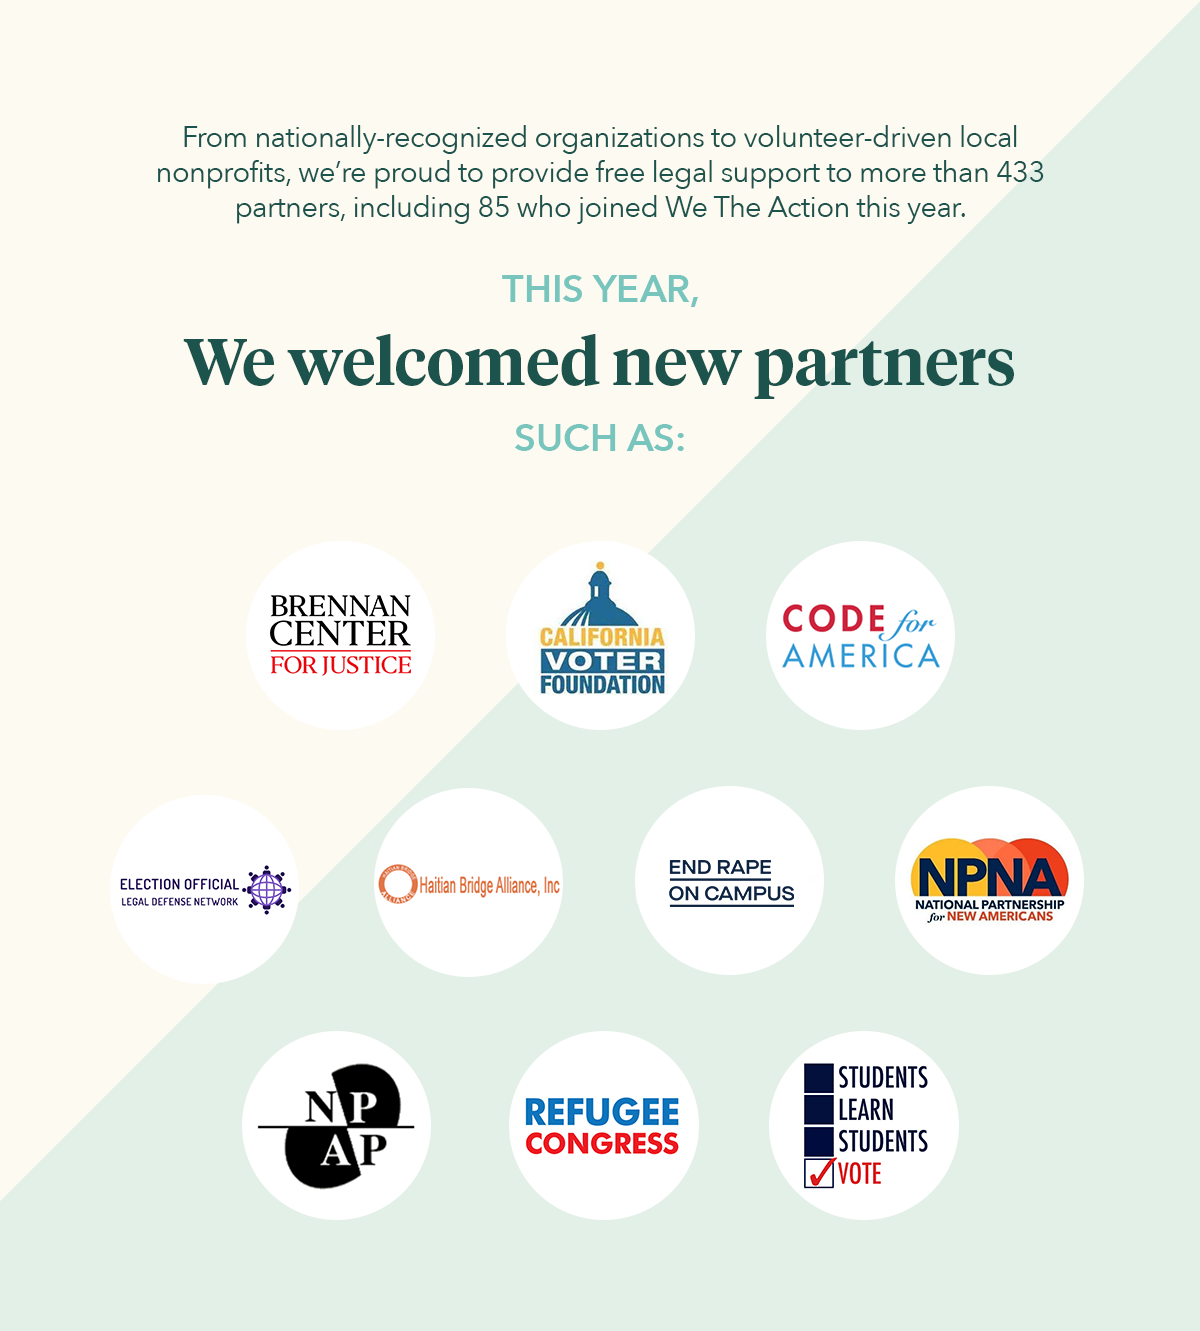 From nationally-recognized organizations to volunteer-driven local
nonprofits, we’re proud to provide free legal support to more than 433
partners, including 85 who joined We The Action this year.
THIS YEAR,
We welcomed new partners
SUCH AS:
BRENNAN
CENTER
FOR JUSTICE
CALIFORNIA
VOTER
FOUNDATION
CODE for
AMERICA
ELECTION OFFICIAL
LEGAL DEFENSE NETWORK
HAITIAN BRIDGE
ALLIANCE
Haitian Bridge Alliance, Inc
END RAPE
ON CAMPUS
NPNA
NATIONAL PARTNERSHIP
for NEW AMERICANS
NP
AP
REFUGEE
CONGRESS
STUDENTS
LEARN
STUDENTS
VOTE